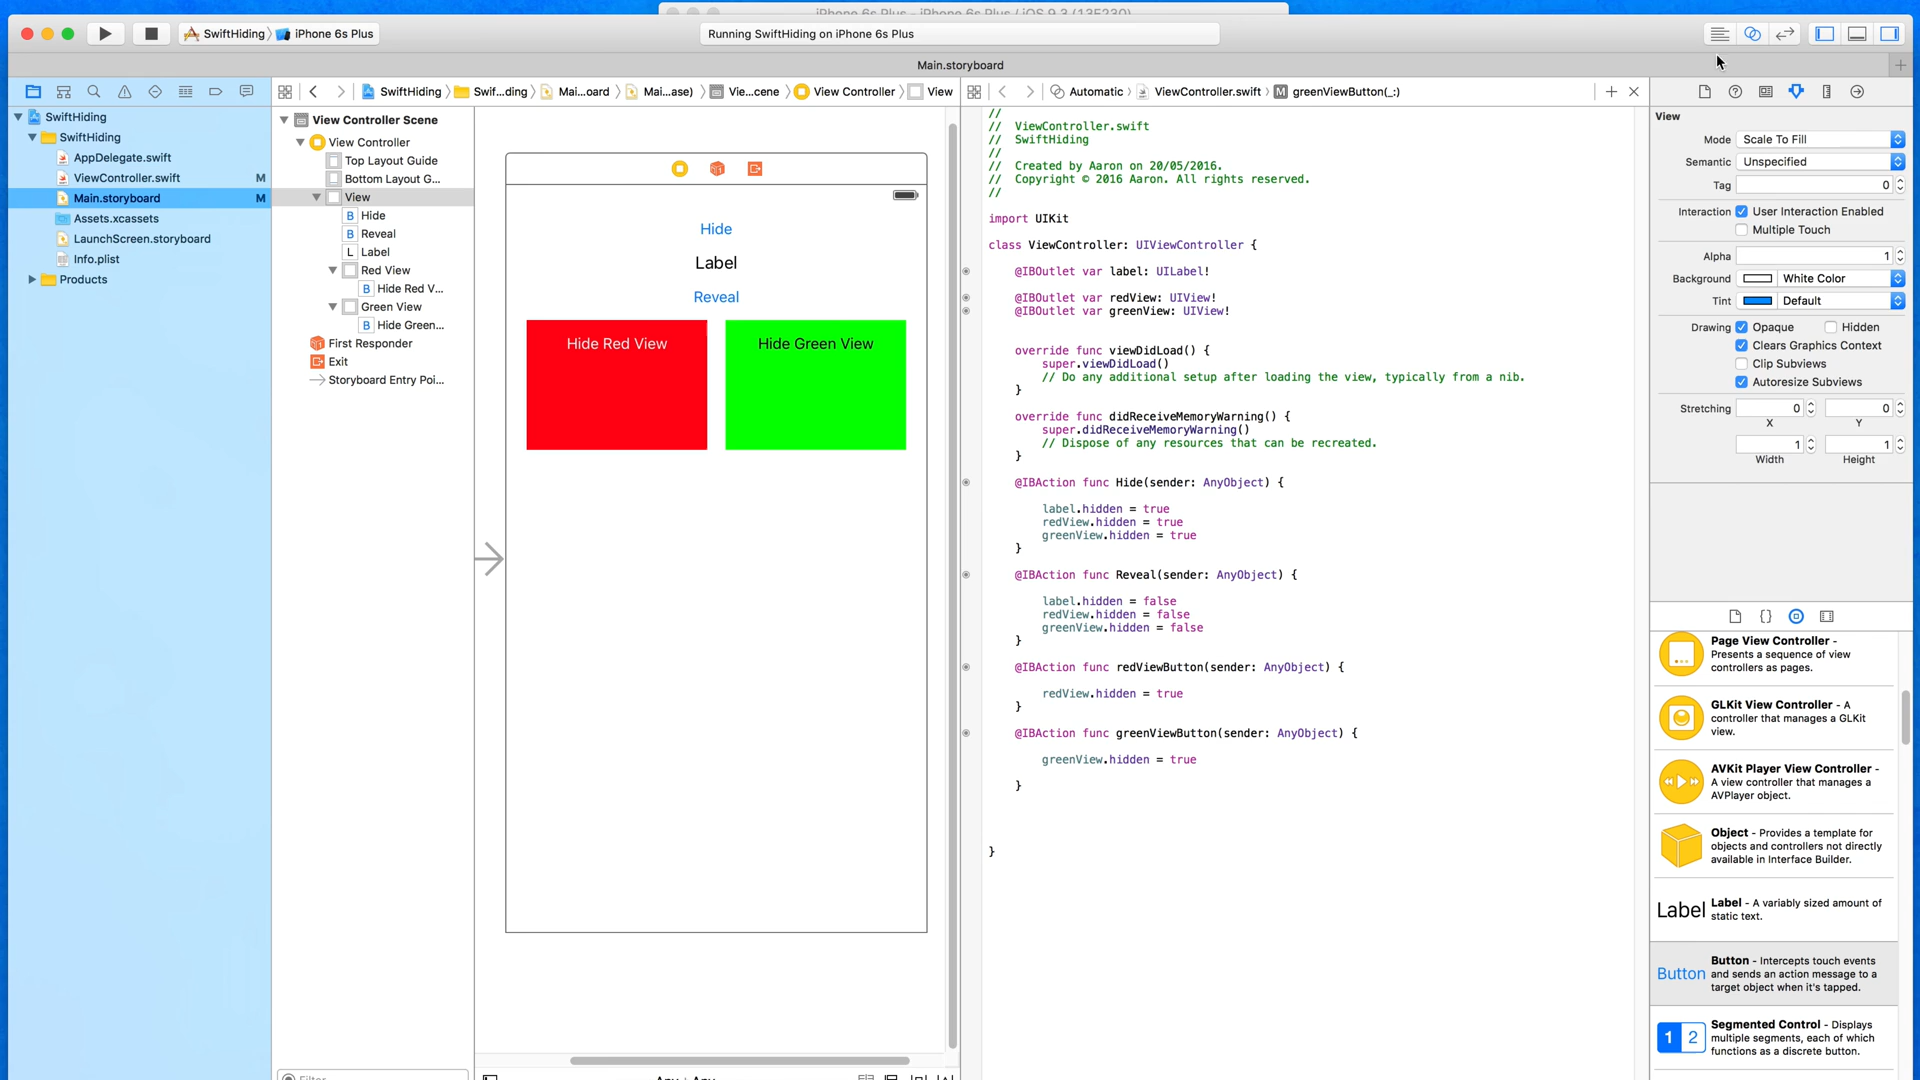 iPhone 6s Plus - iPhone 6s Plus / iOS 9.3 (13E230)
SwiftHiding
iPhone 6s Plus
Running SwiftHiding on iPhone 6s Plus
Main.storyboard
SwiftHiding
Swif...ding
Mai...oard
Mai...ase)
Vie...cene
View Controller
View
Automatic
ViewController.swift
M greenViewButton(_:)
SwiftHiding
SwiftHiding
AppDelegate.swift
ViewController.swift M
Main.storyboard M
Assets.xcassets
LaunchScreen.storyboard
Info.plist
Products
View Controller Scene
View Controller
Top Layout Guide
Bottom Layout G...
View
B Hide
B Reveal
L Label
Red View
B Hide Red V...
Green View
B Hide Green...
First Responder
Exit
Storyboard Entry Poi...
Filter
Hide
Label
Reveal
Hide Red View
Hide Green View
//
// ViewController.swift
// SwiftHiding
//
// Created by Aaron on 20/05/2016.
// Copyright © 2016 Aaron. All rights reserved.
//
import UIKit
class ViewController: UIViewController {
@IBOutlet var label: UILabel!
@IBOutlet var redView: UIView!
@IBOutlet var greenView: UIView!
override func viewDidLoad() {
super.viewDidLoad()
// Do any additional setup after loading the view, typically from a nib.
}
override func didReceiveMemoryWarning() {
super.didReceiveMemoryWarning()
// Dispose of any resources that can be recreated.
}
@IBAction func Hide(sender: AnyObject) {
label.hidden = true
redView.hidden = true
greenView.hidden = true
}
@IBAction func Reveal(sender: AnyObject) {
label.hidden = false
redView.hidden = false
greenView.hidden = false
}
@IBAction func redViewButton(sender: AnyObject) {
redView.hidden = true
}
@IBAction func greenViewButton(sender: AnyObject) {
greenView.hidden = true
}
}
View
Mode Scale To Fill
Semantic Unspecified
Tag 0
Interaction User Interaction Enabled
Multiple Touch
Alpha 1
Background White Color
Tint Default
Drawing Opaque Hidden
Clears Graphics Context
Clip Subviews
Autoresize Subviews
Stretching 0 0
X Y
1 1
Width Height
{}
Page View Controller -
Presents a sequence of view
controllers as pages.
GLKit View Controller - A
controller that manages a GLKit
view.
AVKit Player View Controller -
A view controller that manages a
AVPlayer object.
Object - Provides a template for
objects and controllers not directly
available in Interface Builder.
Label
Label - A variably sized amount of
static text.
Button
Button - Intercepts touch events
and sends an action message to a
target object when it's tapped.
1 2
Segmented Control - Displays
multiple segments, each of which
functions as a discrete button.